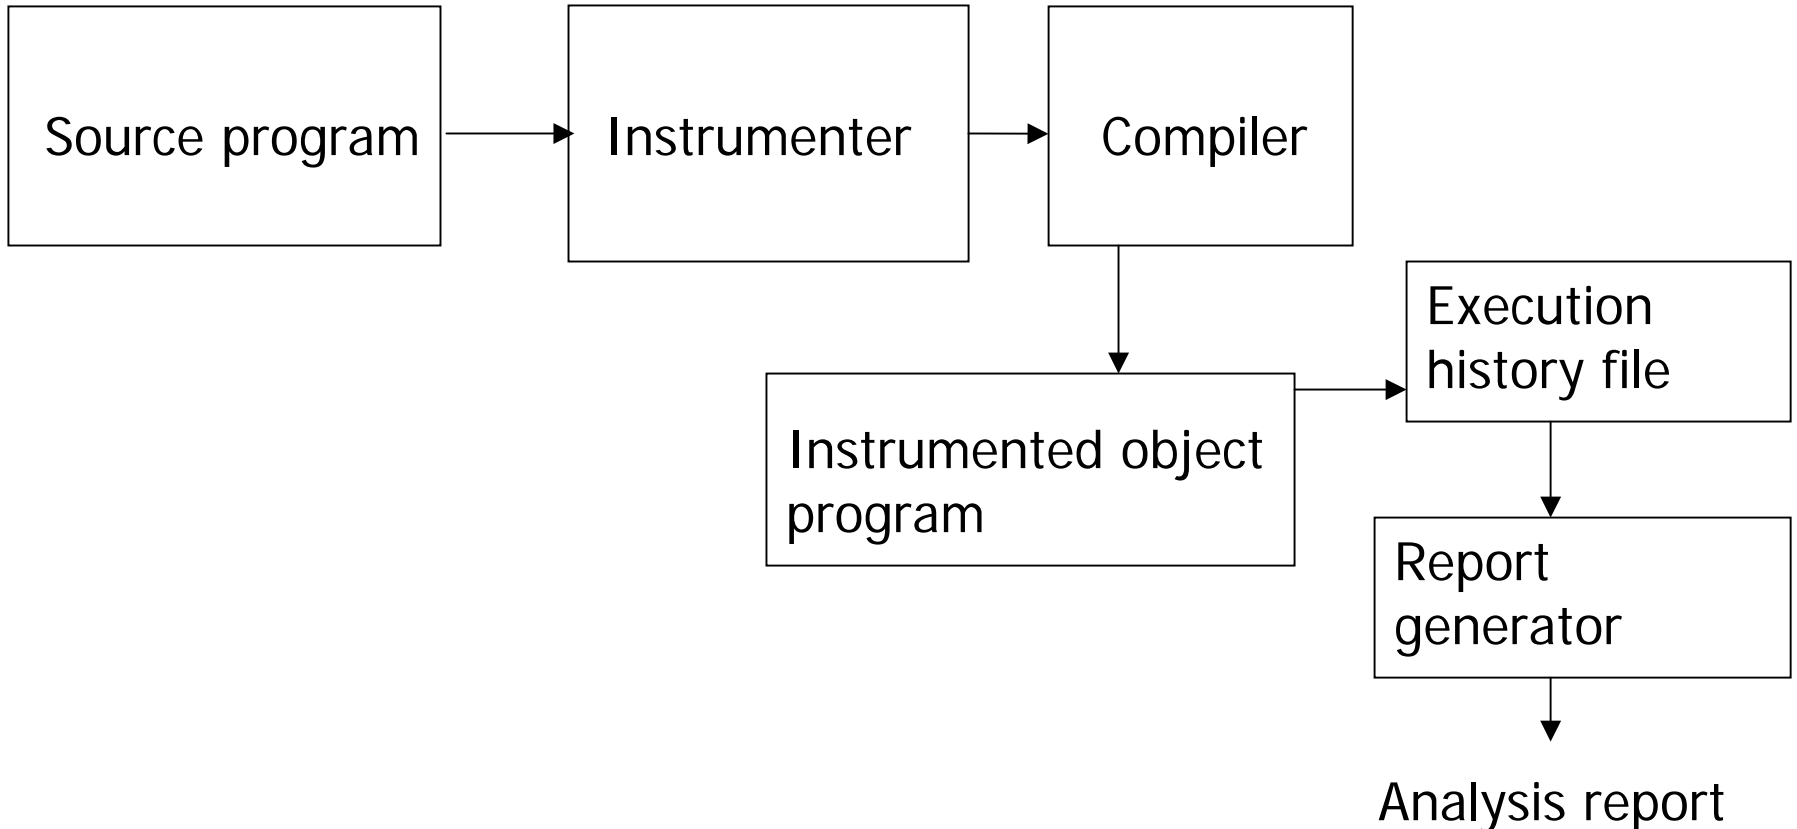 Source program
Instrumenter
Compiler
Execution
history file
Instrumented object
program
Report
generator
Analysis report